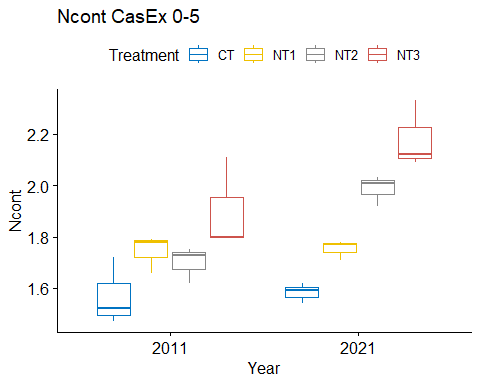 Ncont CasEx 0-5
Treatment CT NT1 NT2 NT3
2.2
2.0
1.8
1.6
Ncont
2011 2021
Year